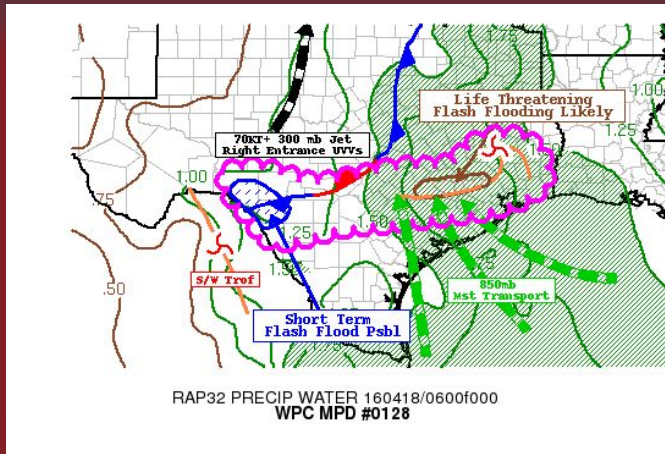 1.75
1.00
Life Threatening
Flash Flooding Likely
1.25
70KT+ 300 mb Jet
Right Entrance UVVs
1.00
.75
1.50
1.25
.50
S/W Trof
850mb
Mst Transport
Short Term
Flash Flood Psbl
1.75
RAP32 PRECIP WATER 160418/0600f000
WPC MPD #0128